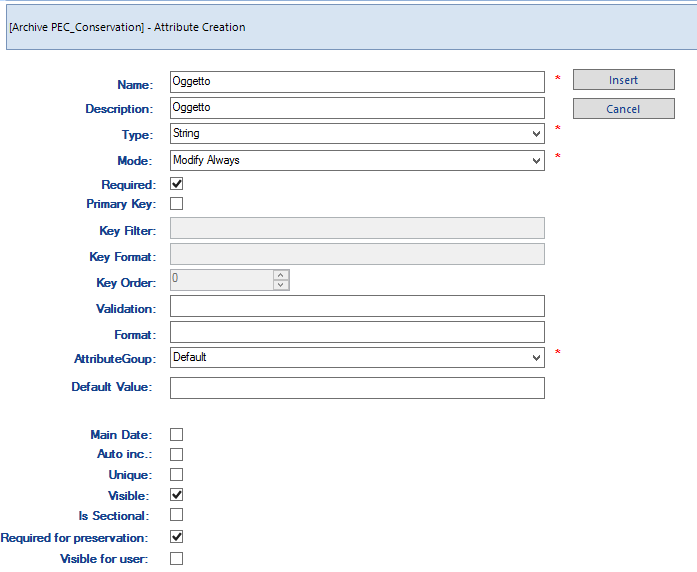 [Archive PEC_Conservation] - Attribute Creation
Name: Oggetto * Insert
Description: Oggetto Cancel
Type: String *
Mode: Modify Always *
Required:
Primary Key:
Key Filter:
Key Format:
Key Order: 0
Validation:
Format:
AttributeGoup: Default *
Default Value:
Main Date:
Auto inc.:
Unique:
Visible:
Is Sectional:
Required for preservation:
Visible for user: